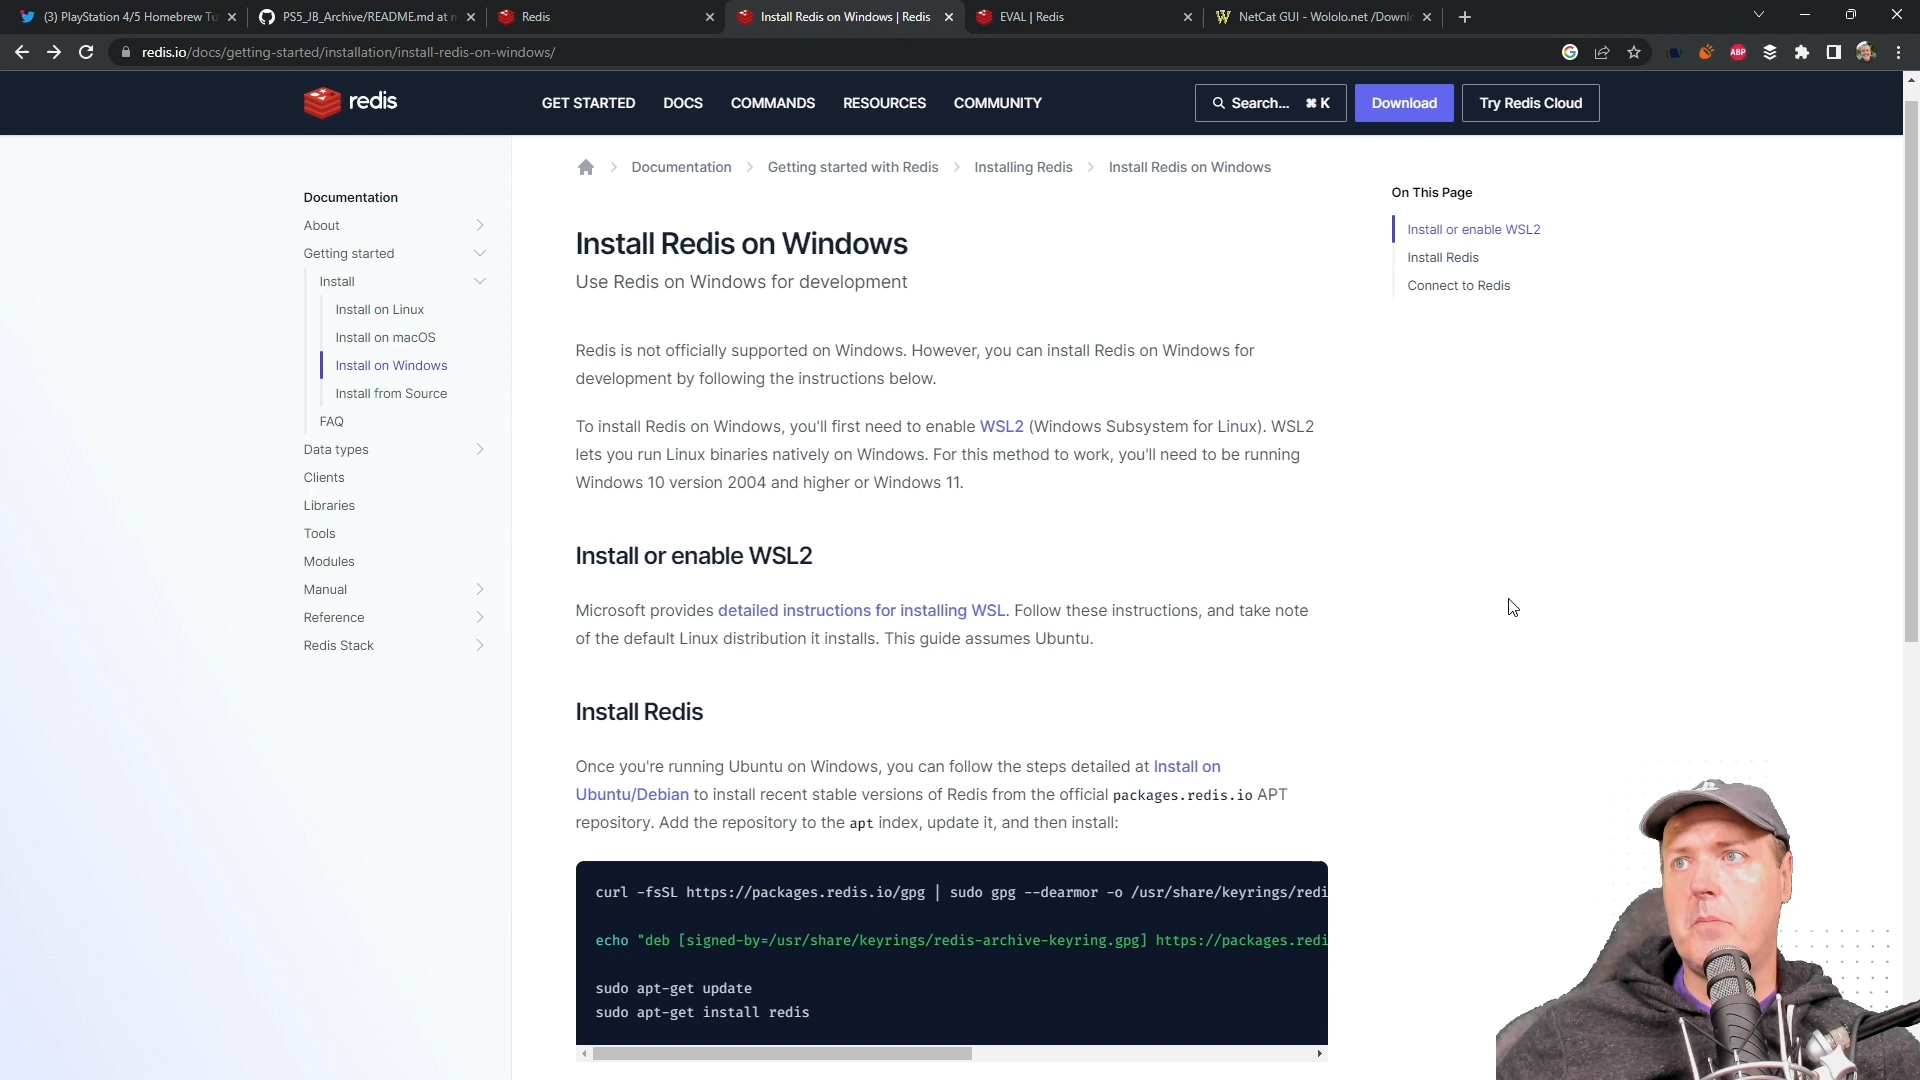 (3) PlayStation 4/5 Homebrew Tu
PS5_JB_Archive/README.md at m
Redis
Install Redis on Windows | Redis
EVAL | Redis
NetCat GUI - Wololo.net /Downl
redis.io/docs/getting-started/installation/install-redis-on-windows/
ABP
redis
GET STARTED
DOCS
COMMANDS
RESOURCES
COMMUNITY
Search... ⌘ K
Download
Try Redis Cloud
Documentation
Getting started with Redis
Installing Redis
Install Redis on Windows
Documentation
About
Getting started
Install
Install on Linux
Install on macOS
Install on Windows
Install from Source
FAQ
Data types
Clients
Libraries
Tools
Modules
Manual
Reference
Redis Stack
Install Redis on Windows
Use Redis on Windows for development
Redis is not officially supported on Windows. However, you can install Redis on Windows for
development by following the instructions below.
To install Redis on Windows, you'll first need to enable WSL2 (Windows Subsystem for Linux). WSL2
lets you run Linux binaries natively on Windows. For this method to work, you'll need to be running
Windows 10 version 2004 and higher or Windows 11.
Install or enable WSL2
Microsoft provides detailed instructions for installing WSL. Follow these instructions, and take note
of the default Linux distribution it installs. This guide assumes Ubuntu.
Install Redis
Once you're running Ubuntu on Windows, you can follow the steps detailed at Install on
Ubuntu/Debian to install recent stable versions of Redis from the official packages.redis.io APT
repository. Add the repository to the apt index, update it, and then install:
curl -fsSL https://packages.redis.io/gpg | sudo gpg --dearmor -o /usr/share/keyrings/redi
echo "deb [signed-by=/usr/share/keyrings/redis-archive-keyring.gpg] https://packages.redi
sudo apt-get update
sudo apt-get install redis
On This Page
Install or enable WSL2
Install Redis
Connect to Redis